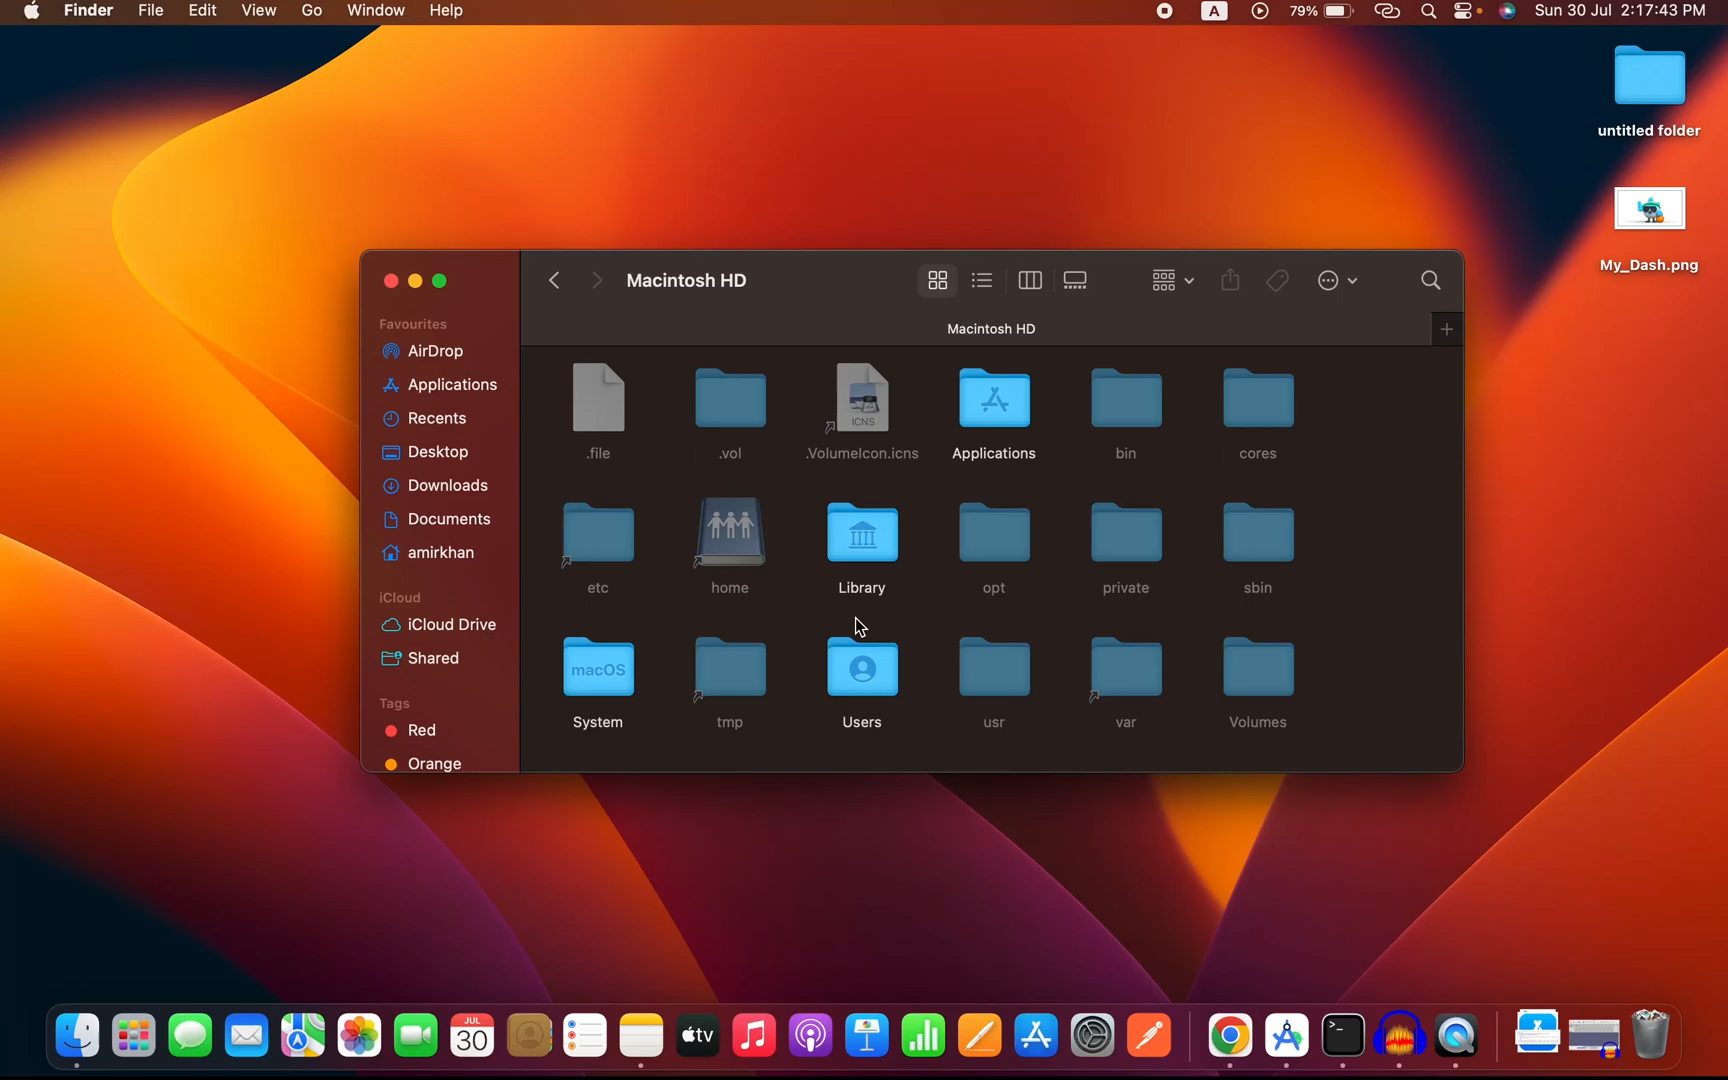 Finder File Edit View Go Window Help A 79% Sun 30 Jul 2:17:43 PM
untitled folder
My_Dash.png
Macintosh HD
Macintosh HD
Favourites
AirDrop
Applications
Recents
Desktop
Downloads
Documents
amirkhan
iCloud
iCloud Drive
Shared
Tags
Red
Orange
ICNS
.file .vol .VolumeIcon.icns Applications bin cores
etc home Library opt private sbin
macOS
System tmp Users usr var Volumes
JUL
30
tv
>_